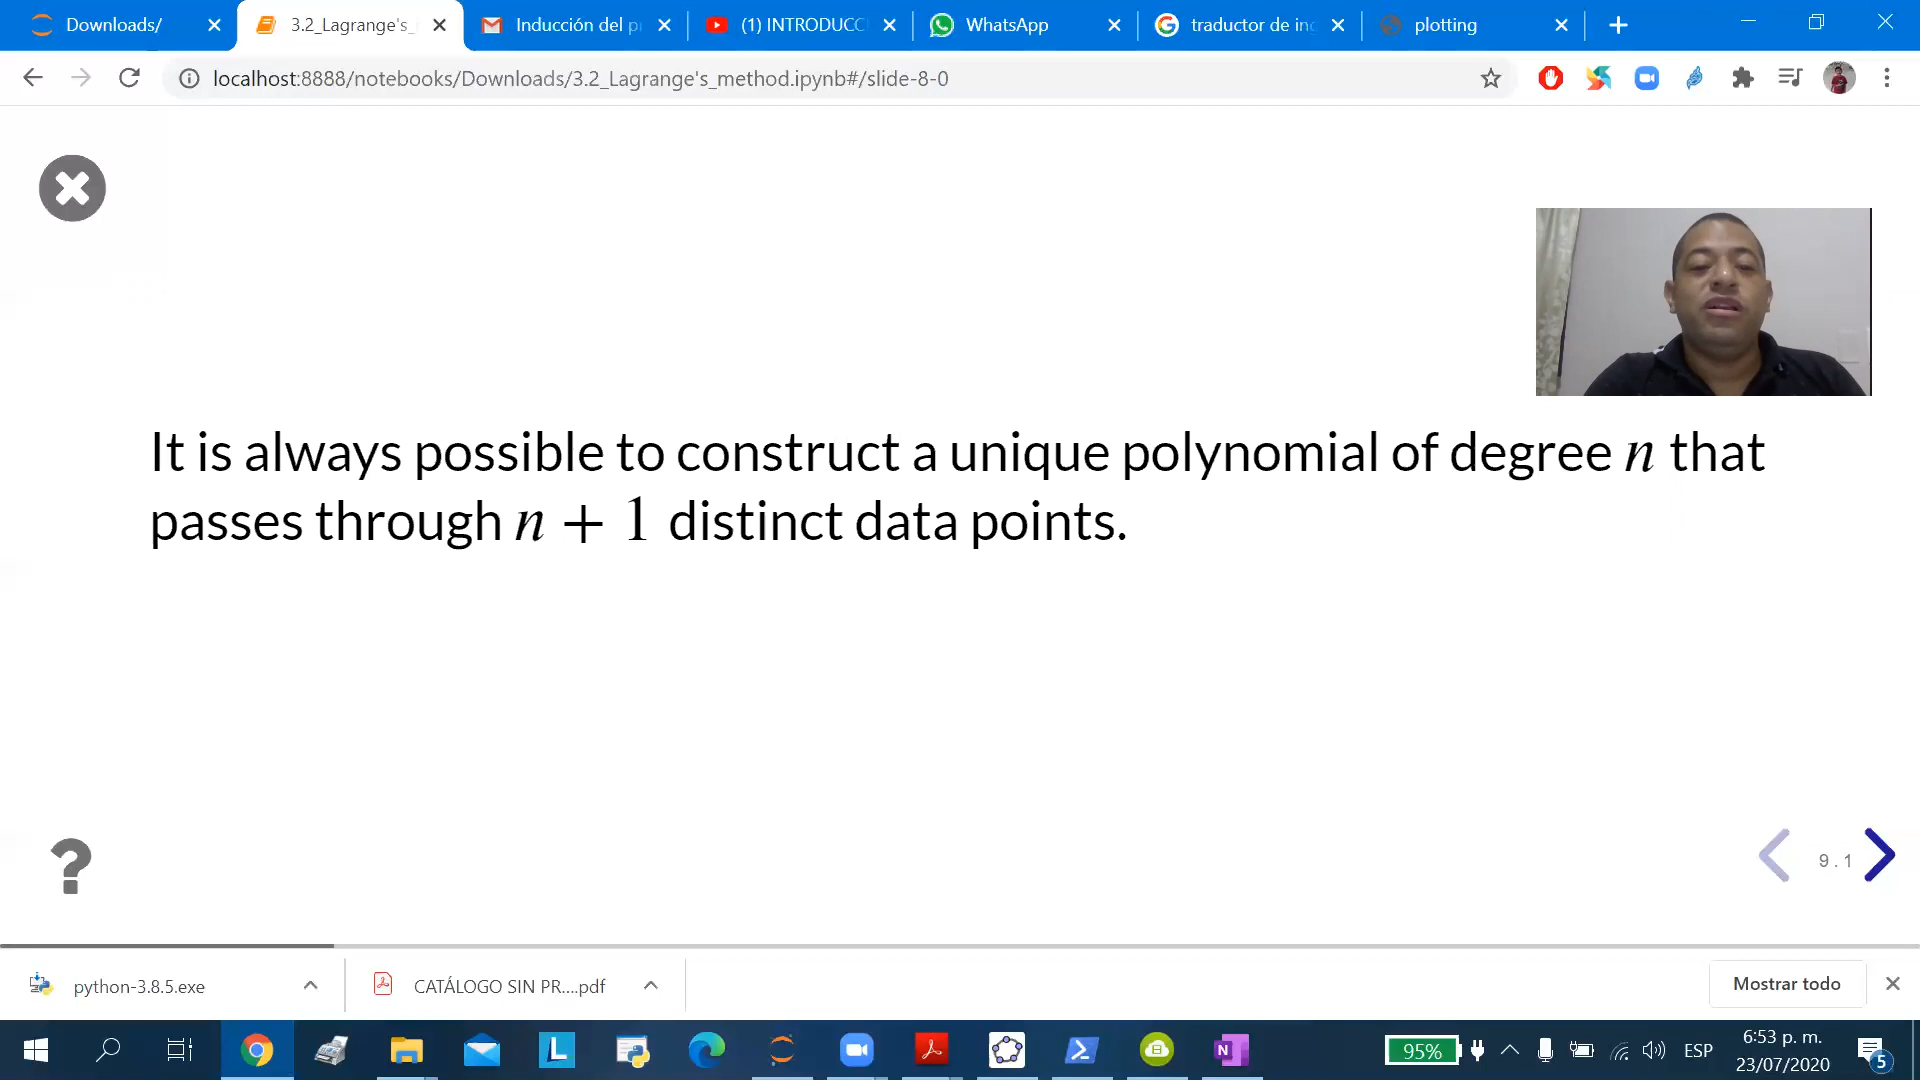 Downloads/
3.2_Lagrange's_
Inducción del p
(1) INTRODUCC
WhatsApp
traductor de in
plotting
localhost:8888/notebooks/Downloads/3.2_Lagrange's_method.ipynb#/slide-8-0
It is always possible to construct a unique polynomial of degree n that
passes through n + 1 distinct data points.
?
9.1
python-3.8.5.exe
CATÁLOGO SIN PR....pdf
Mostrar todo
L
N
95%
ESP
6:53 p. m.
23/07/2020
5